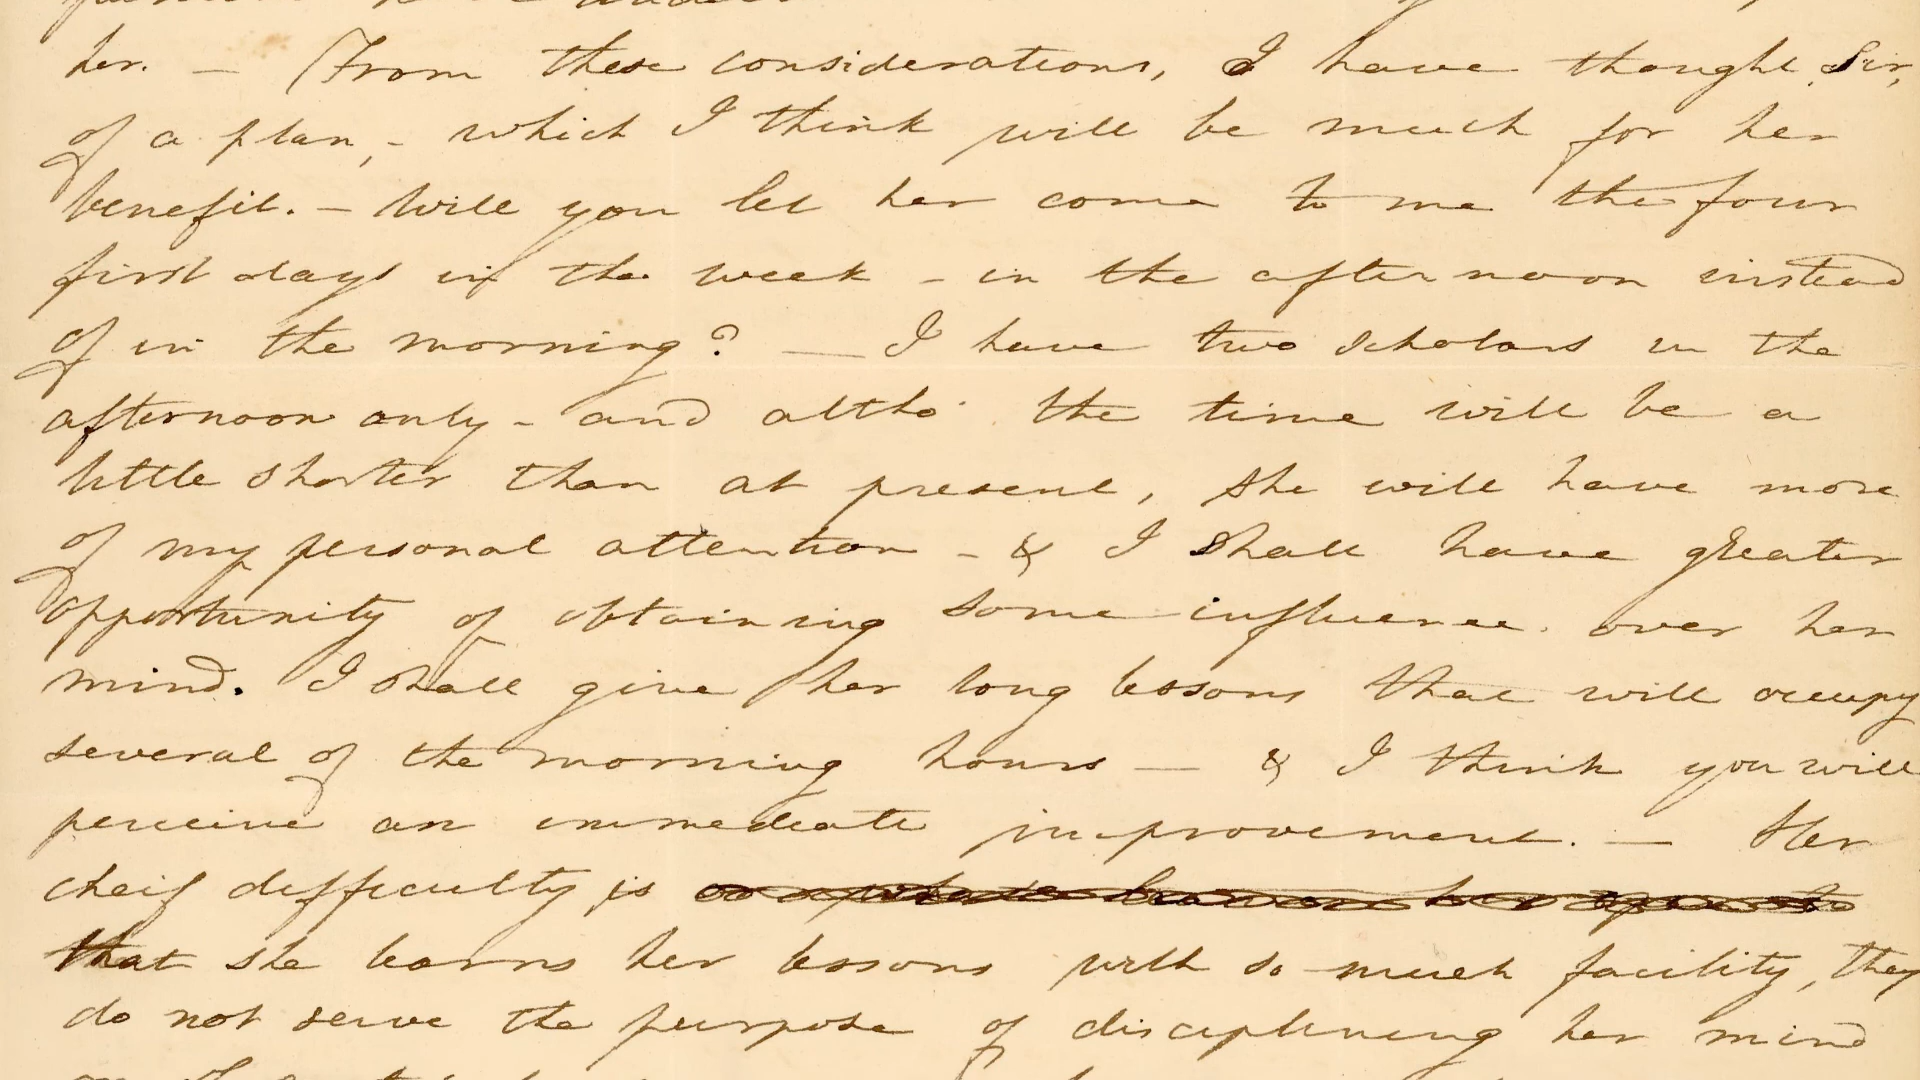 her. — From these considerations, I have thought Sir,
of a plan, - which I think will be much for her
benefit. — Will you let her come to me the four
first days in the week - in the afternoon instead
of in the morning? — I have two scholars in the
afternoon only - and altho' the time will be a
little shorter than at present, she will have more
of my personal attention - & I shall have greater
opportunity of obtaining some influence over her
mind. I shall give her long lessons that will occupy
several of the morning hours — & I think you will
perceive an immediate improvement. — Her
cheif difficulty is
that she learns her lessons with so much facility, they
do not serve the purpose of disciplining her mind